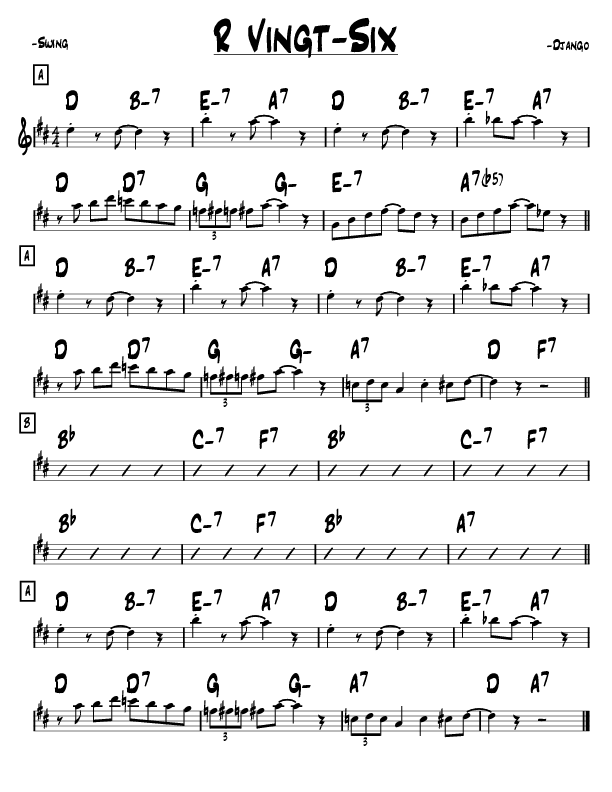 R Vingt-Six
-Swing
-Django
A
D B-7 E-7 A7 D B-7 E-7 A7
4
4
D D7 G G- E-7 A7(b5)
3
A
D B-7 E-7 A7 D B-7 E-7 A7
D D7 G G- A7 D F7
3 3
B
Bb C-7 F7 Bb C-7 F7
Bb C-7 F7 Bb A7
A
D B-7 E-7 A7 D B-7 E-7 A7
D D7 G G- A7 D A7
3 3